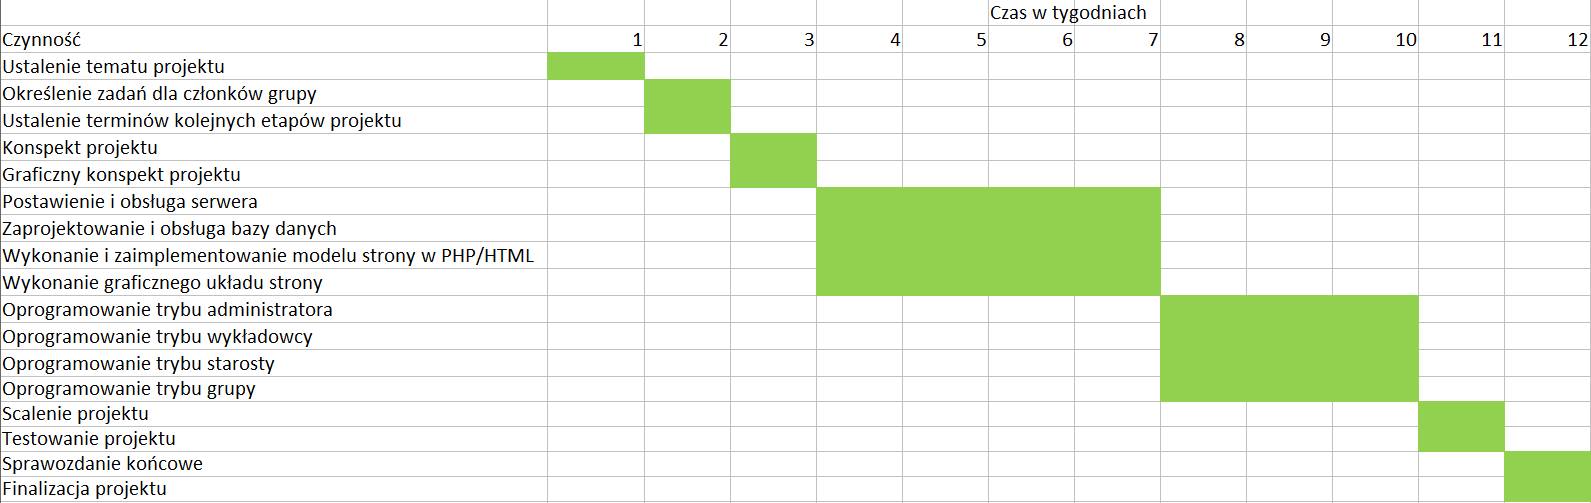 Czas w tygodniach
Czynność 1 2 3 4 5 6 7 8 9 10 11 12
Ustalenie tematu projektu
Określenie zadań dla członków grupy
Ustalenie terminów kolejnych etapów projektu
Konspekt projektu
Graficzny konspekt projektu
Postawienie i obsługa serwera
Zaprojektowanie i obsługa bazy danych
Wykonanie i zaimplementowanie modelu strony w PHP/HTML
Wykonanie graficznego układu strony
Oprogramowanie trybu administratora
Oprogramowanie trybu wykładowcy
Oprogramowanie trybu starosty
Oprogramowanie trybu grupy
Scalenie projektu
Testowanie projektu
Sprawozdanie końcowe
Finalizacja projektu